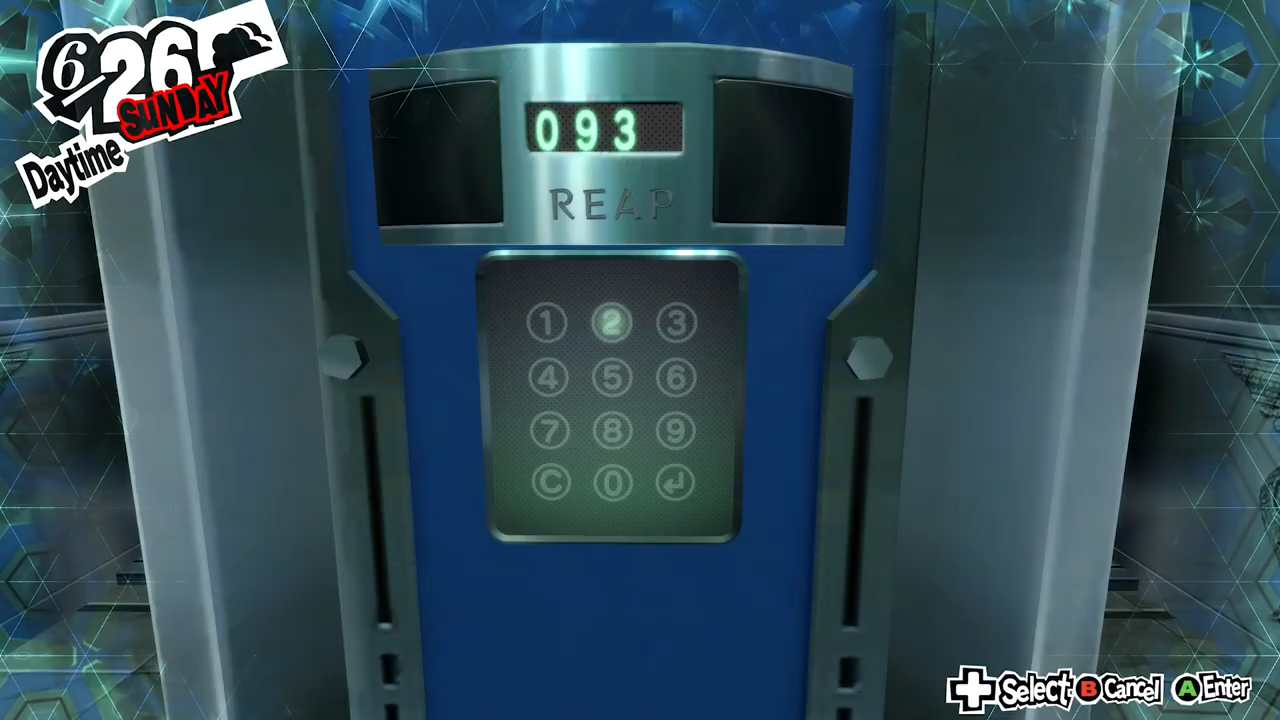 6/26
SUNDAY
Daytime
093
REAP
1 2 3
4 5 6
7 8 9
C 0 ↵
Select B Cancel A Enter